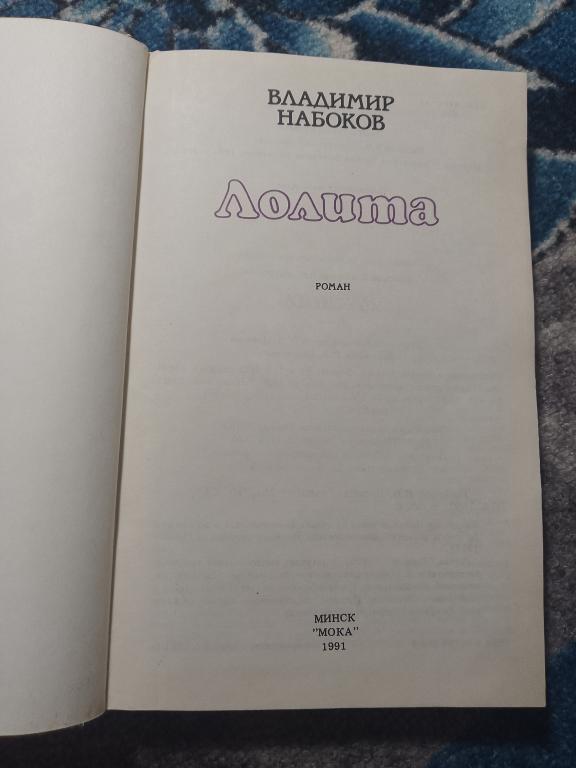 ВЛАДИМИР
НАБОКОВ
Лолита
РОМАН
МИНСК
"МОКА"
1991